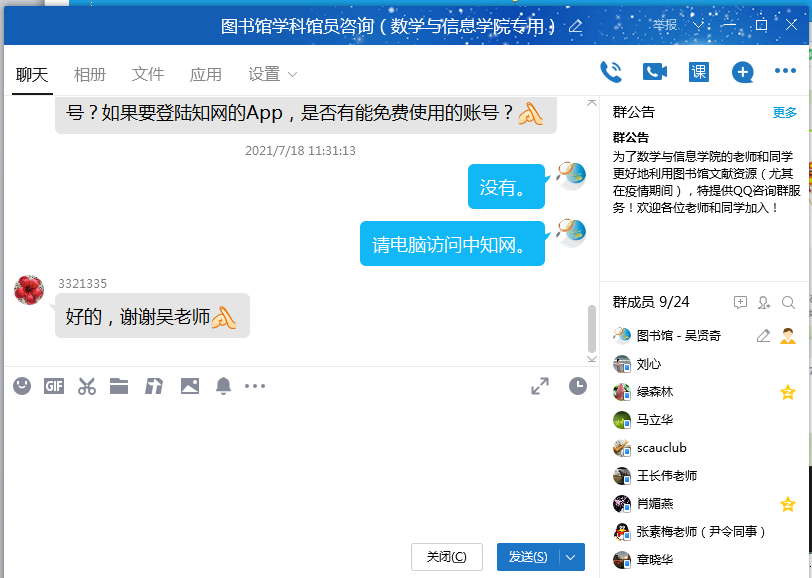 图书馆学科馆员咨询（数学与信息学院专用）
举报
聊天 相册 文件 应用 设置
课
号？如果要登陆知网的App，是否有能免费使用的账号？
2021/7/18 11:31:13
没有。
请电脑访问中知网。
3321335
好的，谢谢吴老师
GIF
关闭(C)
发送(S)
群公告 更多
群公告
为了数学与信息学院的老师和同学
更好地利用图书馆文献资源（尤其
在疫情期间），特提供QQ咨询群服
务！欢迎各位老师和同学加入！
群成员 9/24
图书馆 - 吴贤奇
刘心
绿森林
马立华
scauclub
王长伟老师
肖媚燕
张素梅老师（尹令同事）
章晓华